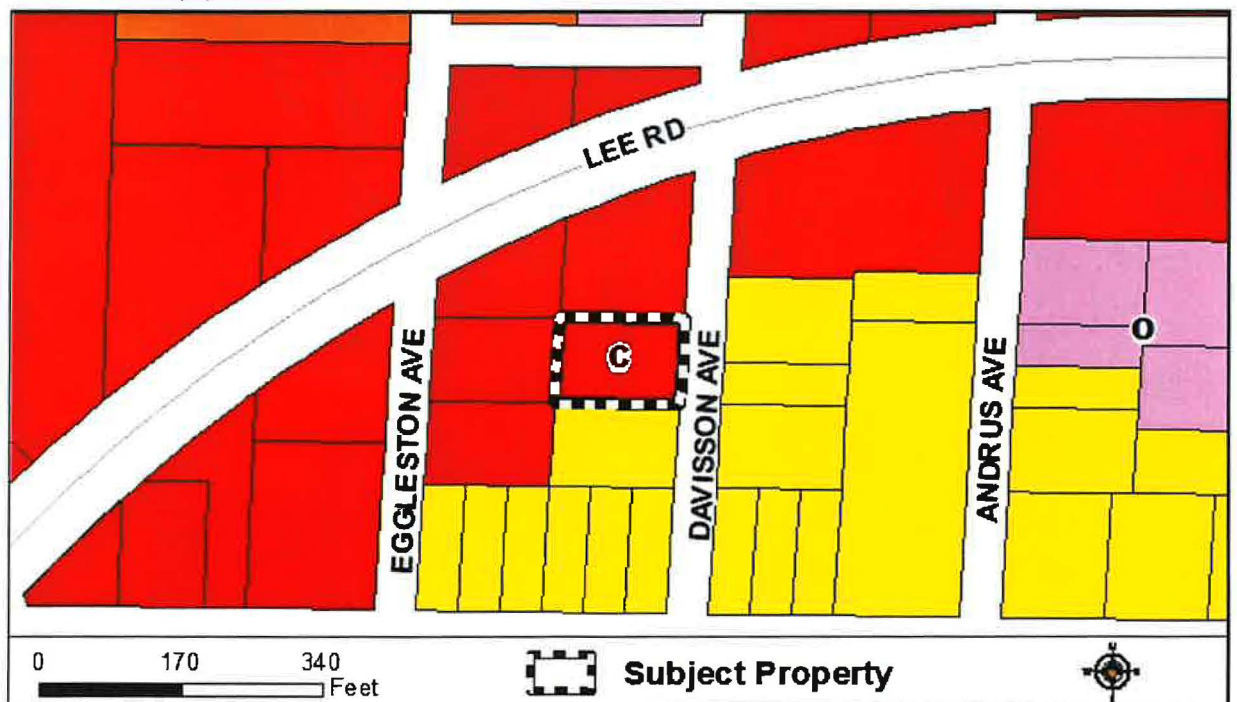 LEE RD
EGGLESTON AVE
C
DAVISSON AVE
ANDRUS AVE
O
0 170 340
Feet
Subject Property